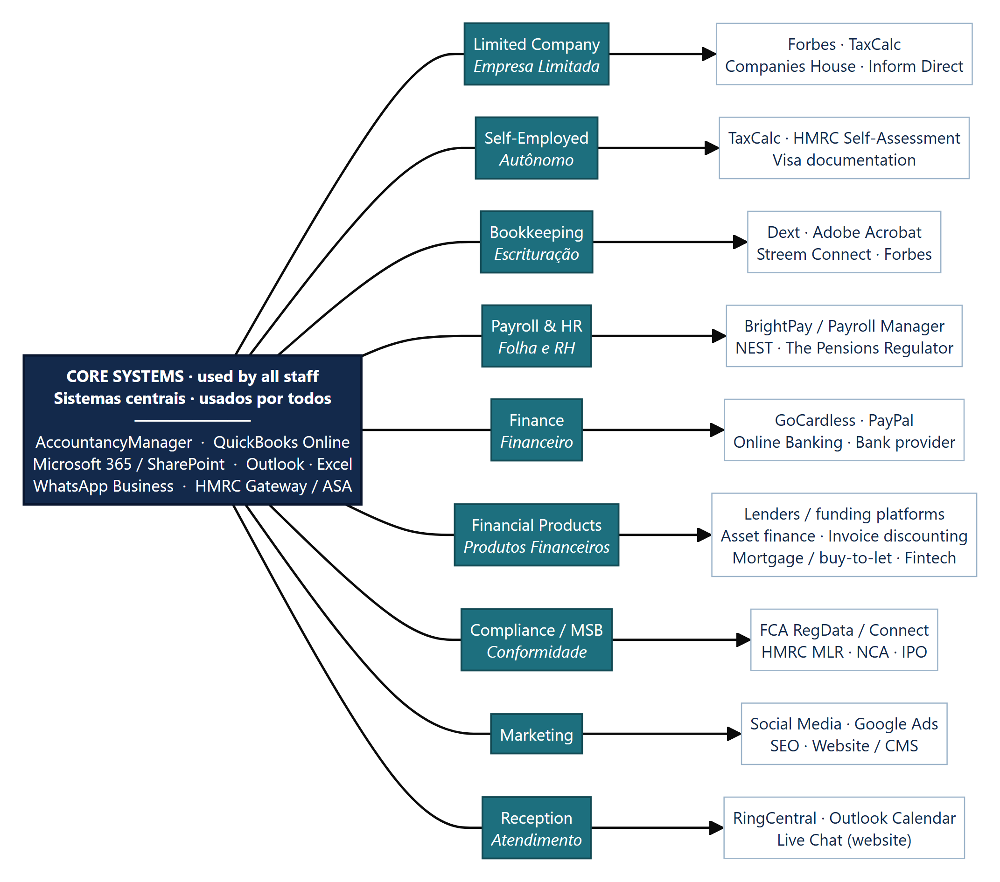 Limited Company
Empresa Limitada
Forbes · TaxCalc
Companies House · Inform Direct
Self-Employed
Autônomo
TaxCalc · HMRC Self-Assessment
Visa documentation
Bookkeeping
Escrituração
Dext · Adobe Acrobat
Streem Connect · Forbes
Payroll & HR
Folha e RH
BrightPay / Payroll Manager
NEST · The Pensions Regulator
CORE SYSTEMS · used by all staff
Sistemas centrais · usados por todos
AccountancyManager · QuickBooks Online
Microsoft 365 / SharePoint · Outlook · Excel
WhatsApp Business · HMRC Gateway / ASA
Finance
Financeiro
GoCardless · PayPal
Online Banking · Bank provider
Financial Products
Produtos Financeiros
Lenders / funding platforms
Asset finance · Invoice discounting
Mortgage / buy-to-let · Fintech
Compliance / MSB
Conformidade
FCA RegData / Connect
HMRC MLR · NCA · IPO
Marketing
Social Media · Google Ads
SEO · Website / CMS
Reception
Atendimento
RingCentral · Outlook Calendar
Live Chat (website)